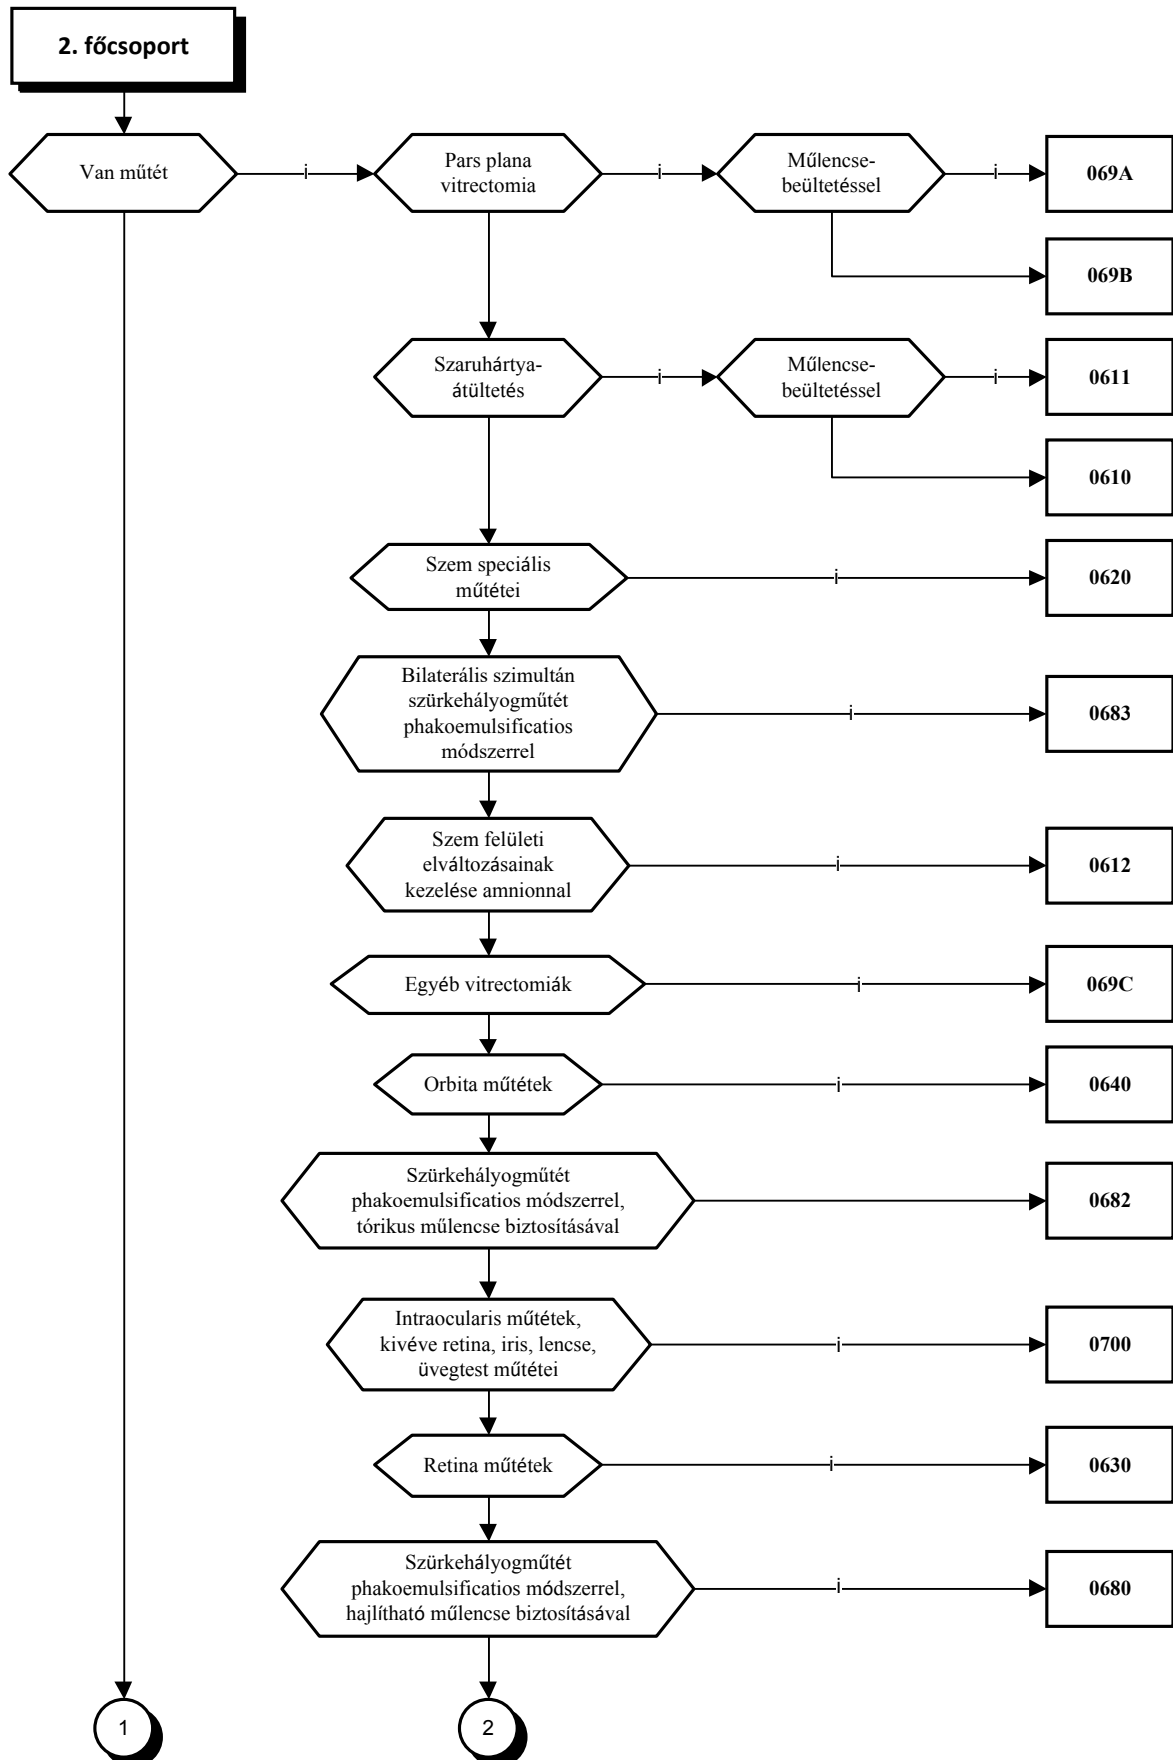 2. főcsoport
Van műtét
i
Pars plana
vitrectomia
i
Műlencse-
beültetéssel
i
069A
069B
Szaruhártya-
átültetés
i
Műlencse-
beültetéssel
i
0611
0610
Szem speciális
műtétei
i
0620
Bilaterális szimultán
szürkehályogműtét
phakoemulsificatios
módszerrel
i
0683
Szem felületi
elváltozásainak
kezelése amnionnal
i
0612
Egyéb vitrectomiák
i
069C
Orbita műtétek
i
0640
Szürkehályogműtét
phakoemulsificatios módszerrel,
tórikus műlencse biztosításával
0682
Intraocularis műtétek,
kivéve retina, iris, lencse,
üvegtest műtétei
i
0700
Retina műtétek
i
0630
Szürkehályogműtét
phakoemulsificatios módszerrel,
hajlítható műlencse biztosításával
i
0680
1
2